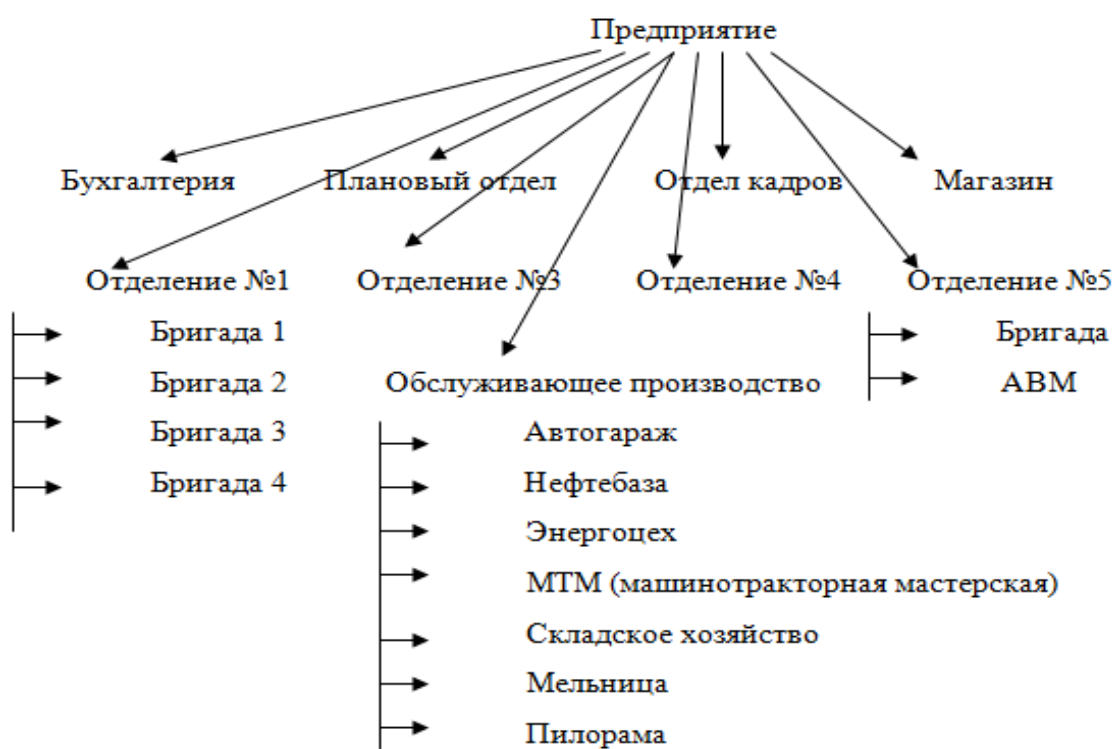 Предприятие
Бухгалтерия Плановый отдел Отдел кадров Магазин
Отделение №1 Отделение №3 Отделение №4 Отделение №5
Бригада 1 Бригада
Бригада 2 Обслуживающее производство АВМ
Бригада 3 Автогараж
Бригада 4 Нефтебаза
Энергоцех
МТМ (машинотракторная мастерская)
Складское хозяйство
Мельница
Пилорама